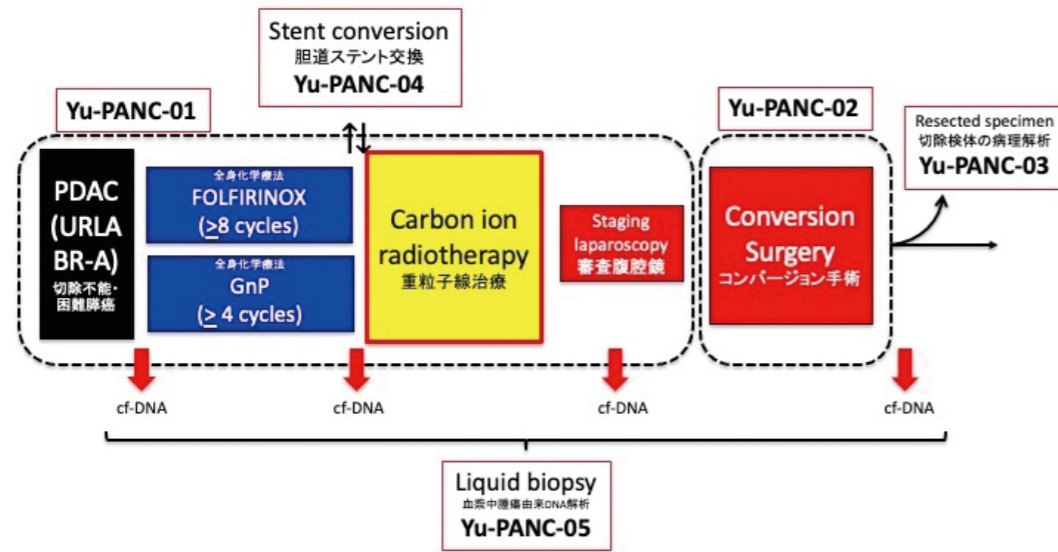 Stent conversion
胆道ステント交換
Yu-PANC-04
Yu-PANC-01
Yu-PANC-02
Resected specimen
切除検体の病理解析
Yu-PANC-03
PDAC
(URLA
BR-A)
切除不能・
困難膵癌
全身化学療法
FOLFIRINOX
(≥8 cycles)
全身化学療法
GnP
(≥ 4 cycles)
Carbon ion
radiotherapy
重粒子線治療
Staging
laparoscopy
審査腹腔鏡
Conversion
Surgery
コンバージョン手術
cf-DNA
cf-DNA
cf-DNA
cf-DNA
Liquid biopsy
血漿中腫瘍由来DNA解析
Yu-PANC-05